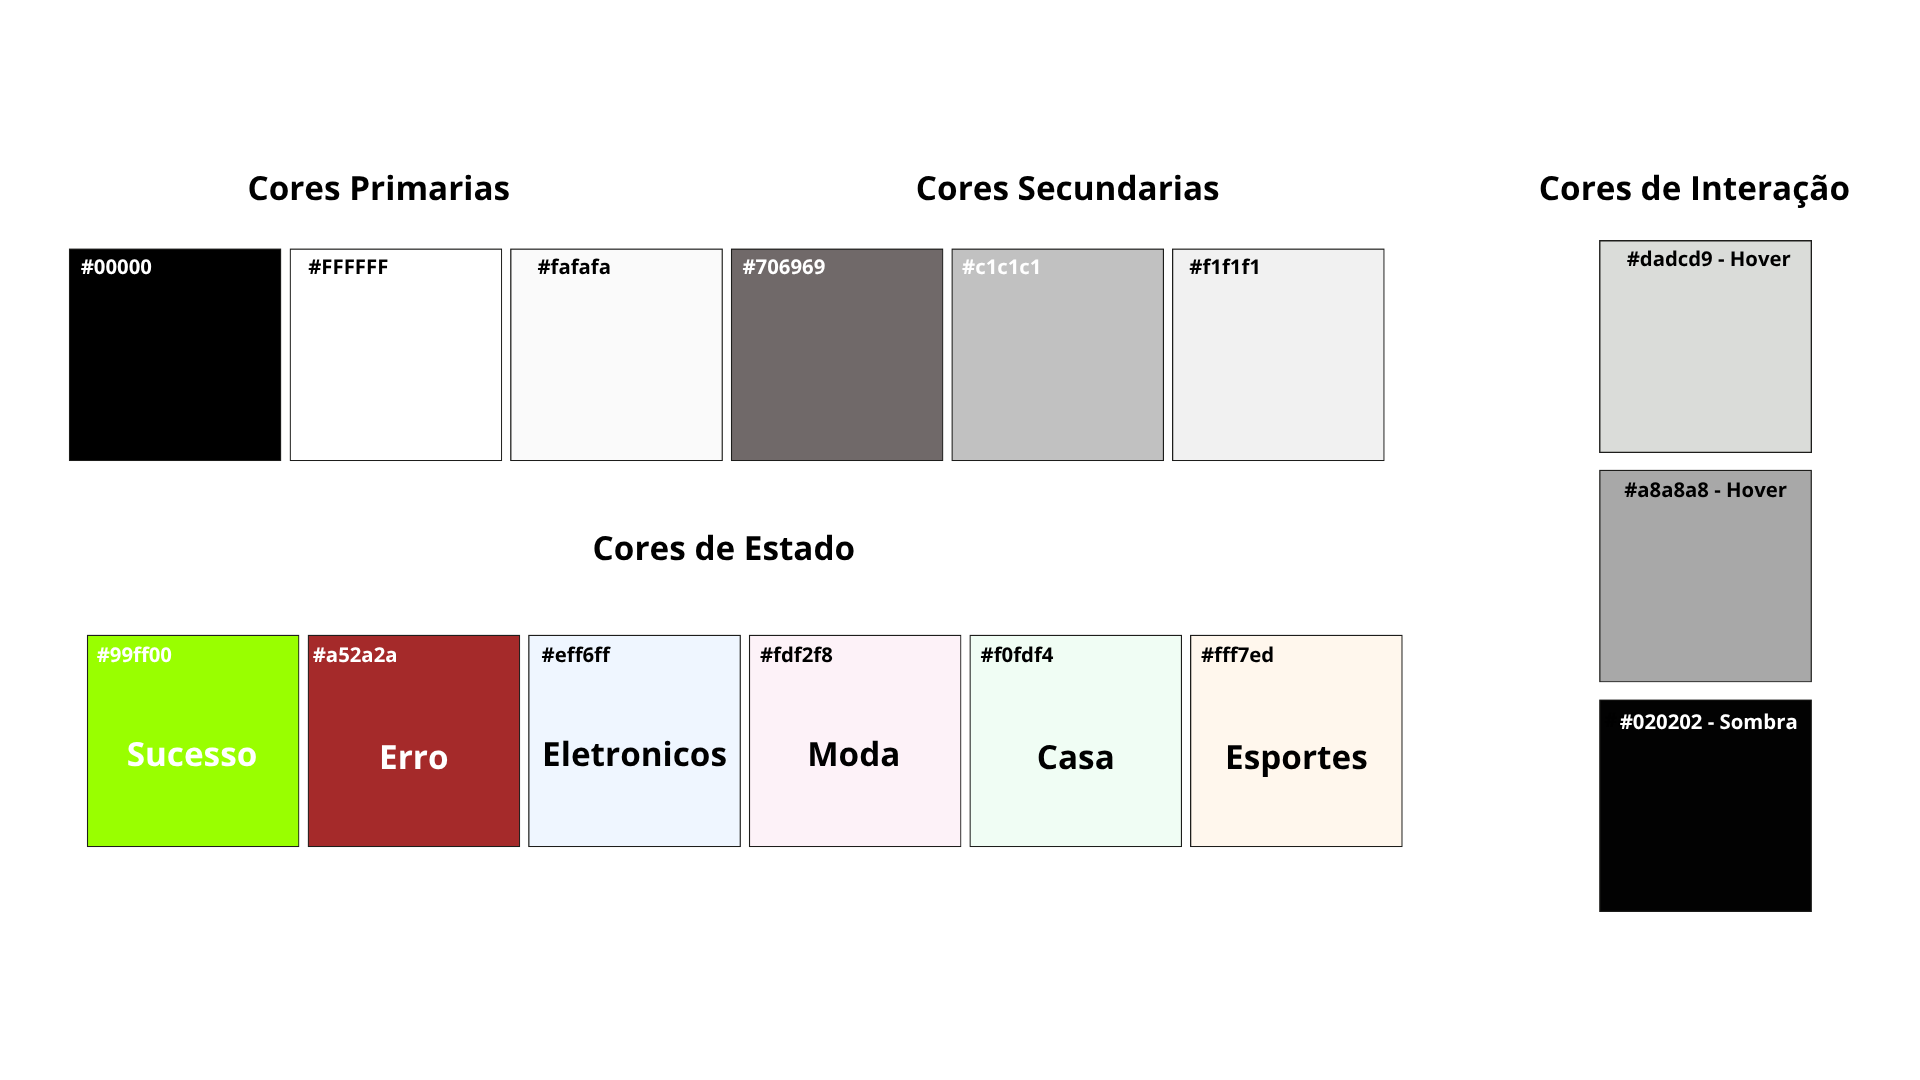 Cores Primarias
Cores Secundarias
Cores de Interação
#00000
#FFFFFF
#fafafa
#706969
#c1c1c1
#f1f1f1
#dadcd9 - Hover
#a8a8a8 - Hover
#020202 - Sombra
Cores de Estado
#99ff00
Sucesso
#a52a2a
Erro
#eff6ff
Eletronicos
#fdf2f8
Moda
#f0fdf4
Casa
#fff7ed
Esportes